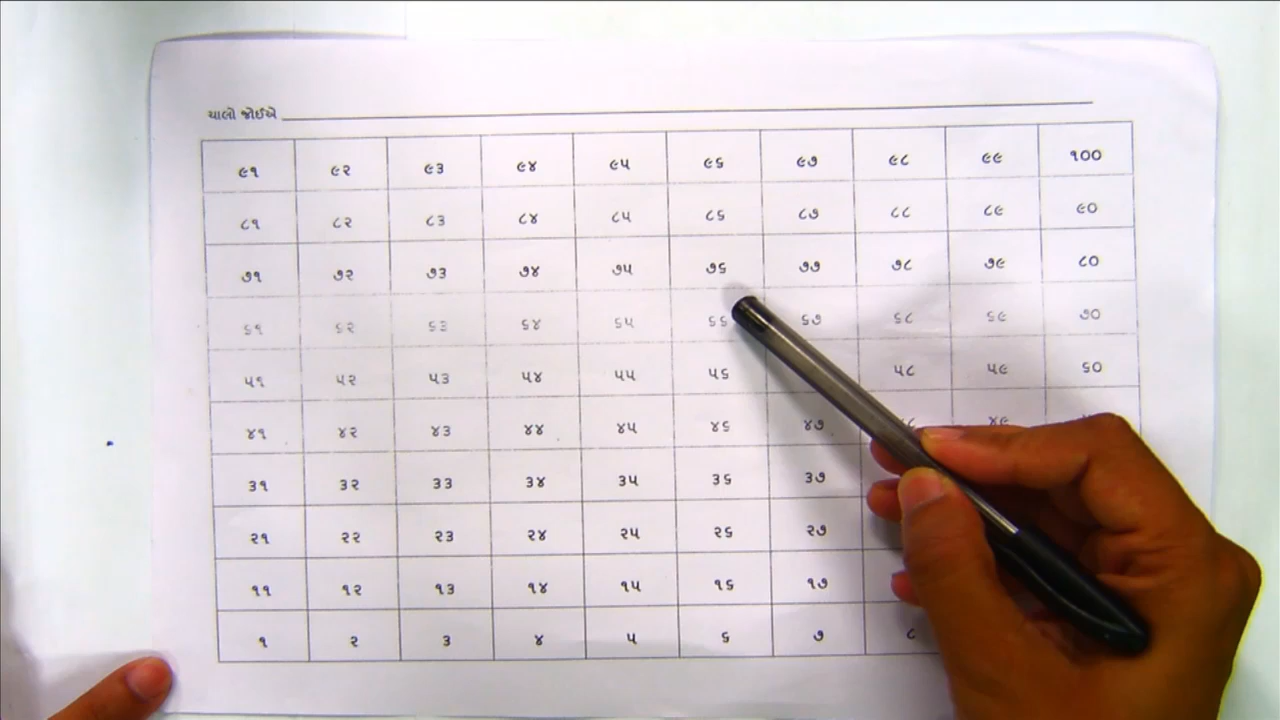 ચાલો જોઈએ
૯૧ ૯૨ ૯૩ ૯૪ ૯૫ ૯૬ ૯૭ ૯૮ ૯૯ ૧૦૦
૮૧ ૮૨ ૮૩ ૮૪ ૮૫ ૮૬ ૮૭ ૮૮ ૮૯ ૯૦
૭૧ ૭૨ ૭૩ ૭૪ ૭૫ ૭૬ ૭૭ ૭૮ ૭૯ ૮૦
૬૧ ૬૨ ૬૩ ૬૪ ૬૫ ૬૬ ૬૭ ૬૮ ૬૯ ૭૦
૫૧ ૫૨ ૫૩ ૫૪ ૫૫ ૫૬ ૫૮ ૫૯ ૬૦
૪૧ ૪૨ ૪૩ ૪૪ ૪૫ ૪૬ ૪૭ ૪૯
૩૧ ૩૨ ૩૩ ૩૪ ૩૫ ૩૬ ૩૭
૨૧ ૨૨ ૨૩ ૨૪ ૨૫ ૨૬ ૨૭
૧૧ ૧૨ ૧૩ ૧૪ ૧૫ ૧૬ ૧૭
૧ ૨ ૩ ૪ ૫ ૬ ૭ ૮